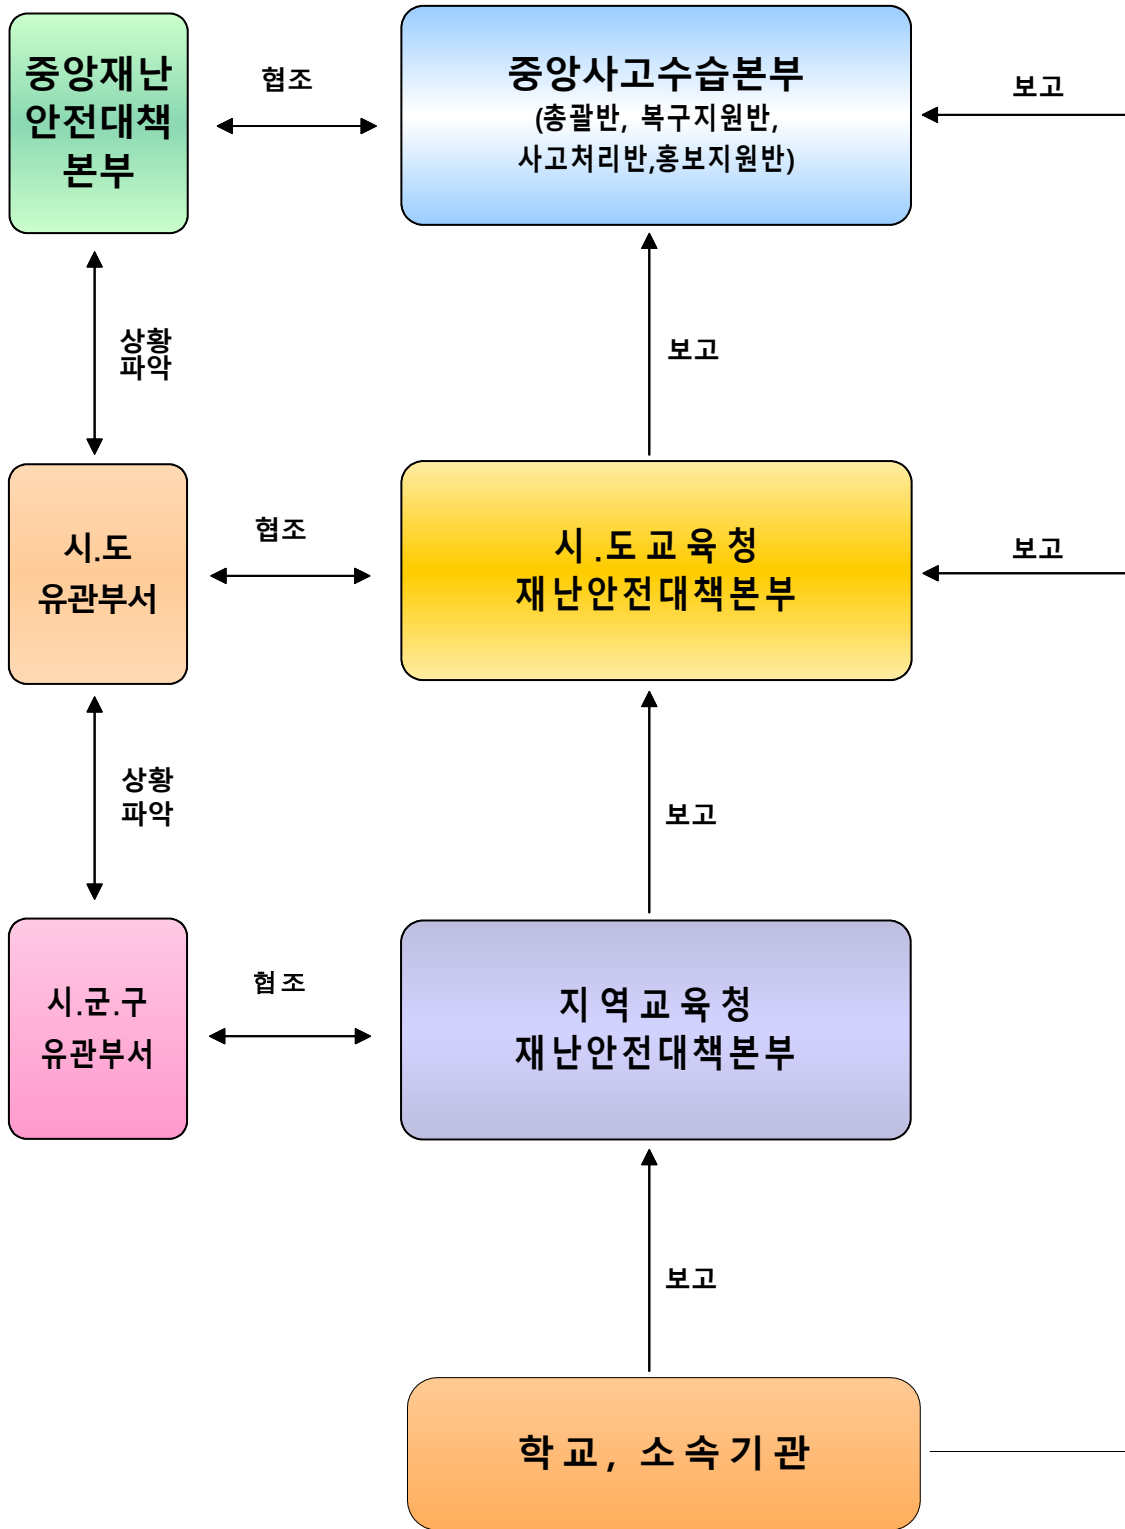 중앙재난
안전대책
본부
협조
중앙사고수습본부
(총괄반, 복구지원반,
사고처리반,홍보지원반)
보고
상황
파악
보고
시.도
유관부서
협조
시.도교육청
재난안전대책본부
보고
상황
파악
보고
시.군.구
유관부서
협조
지역교육청
재난안전대책본부
보고
학교, 소속기관